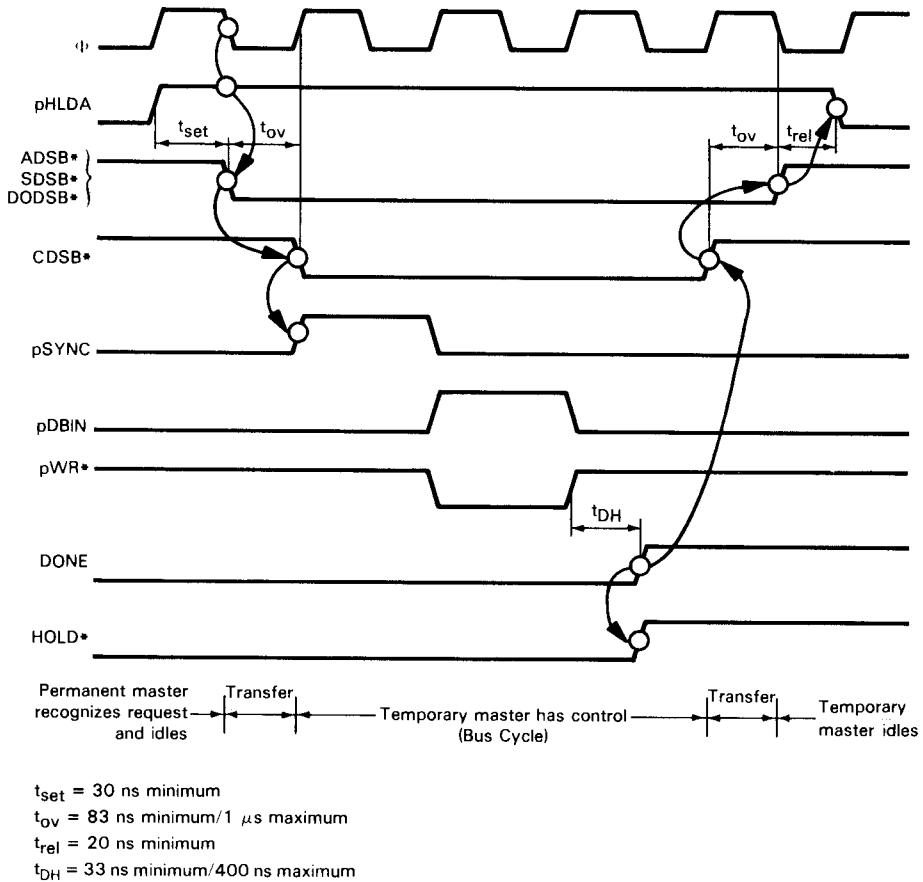 Φ
pHLDA
t_set t_ov t_ov t_rel
ADSB*
SDSB*
DODSB*
CDSB*
pSYNC
pDBIN
pWR*
t_DH
DONE
HOLD*
Permanent master
recognizes request
and idles
Transfer
Temporary master has control
(Bus Cycle)
Transfer
Temporary
master idles
t_set = 30 ns minimum
t_ov = 83 ns minimum/1 μs maximum
t_rel = 20 ns minimum
t_DH = 33 ns minimum/400 ns maximum